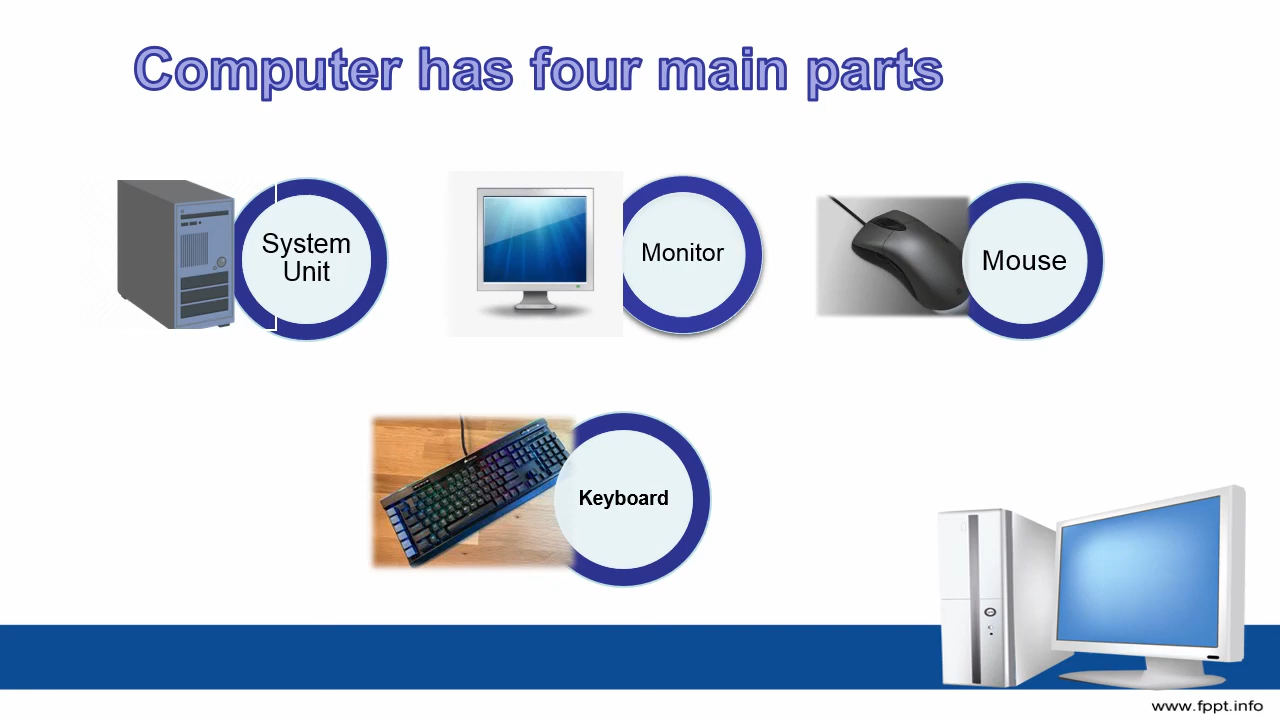 Computer has four main parts
System
Unit
Monitor
Mouse
Keyboard
www.fppt.info